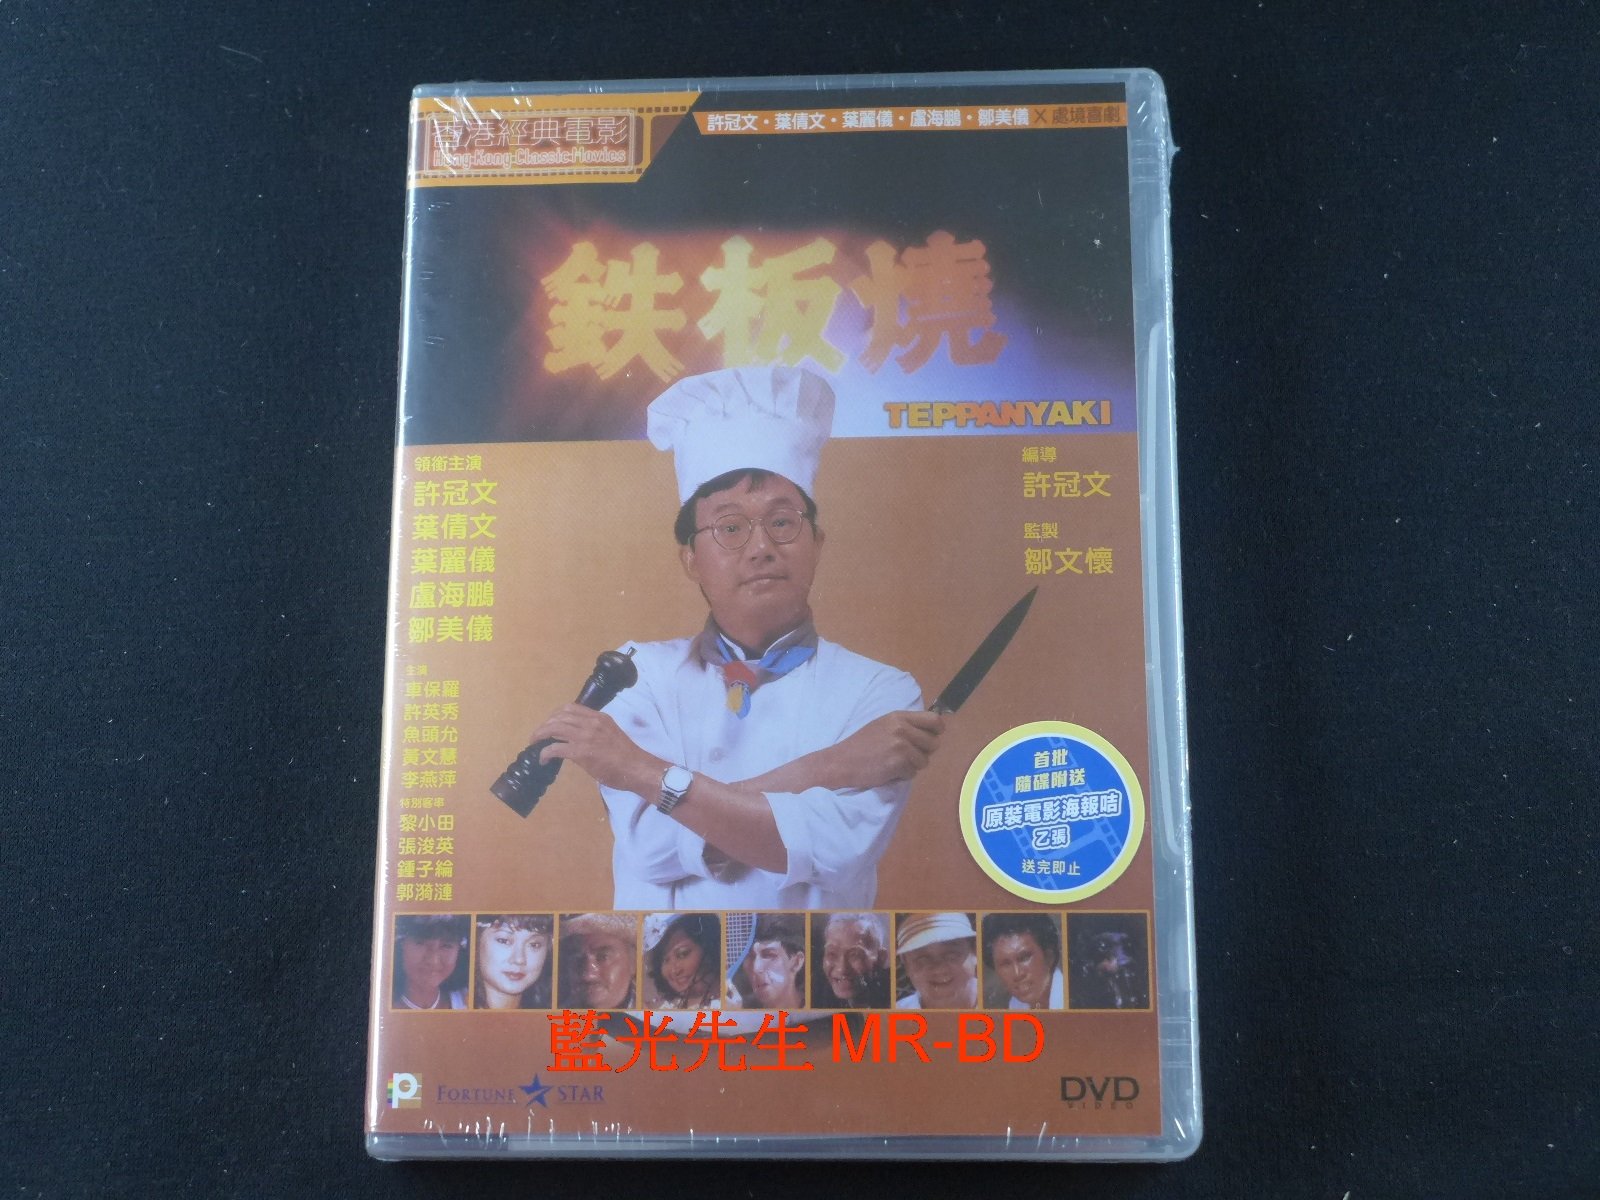 香港經典電影
Hong Kong Classic Movies
許冠文・葉倩文・葉麗儀・盧海鵬・鄒美儀 X 處境喜劇
鉄板燒
TEPPANYAKI
領銜主演
許冠文
葉倩文
葉麗儀
盧海鵬
鄒美儀
主演
車保羅
許英秀
魚頭允
黃文慧
李燕萍
特別客串
黎小田
張浚英
鍾子綸
郭漪漣
編導
許冠文
監製
鄒文懷
首批
隨碟附送
原裝電影海報咭
乙張
送完即止
藍光先生 MR-BD
P
FORTUNE STAR
DVD
VIDEO